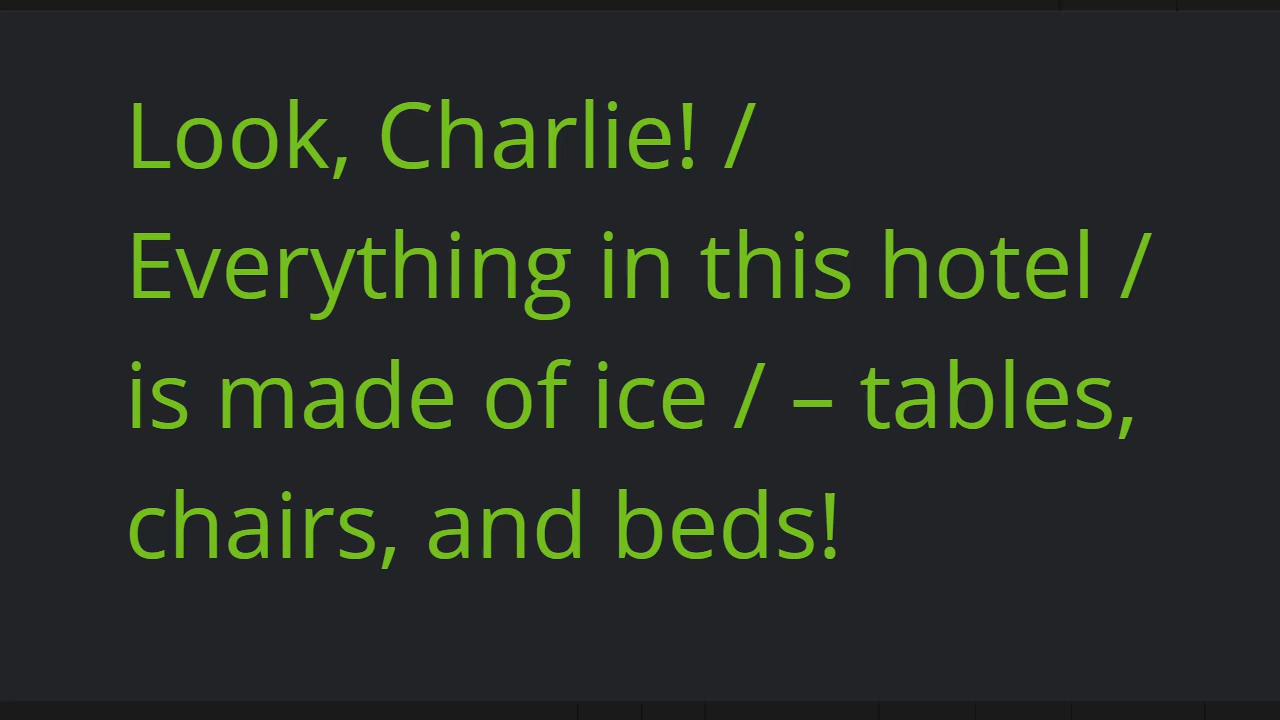 Look, Charlie! /
Everything in this hotel /
is made of ice / – tables,
chairs, and beds!